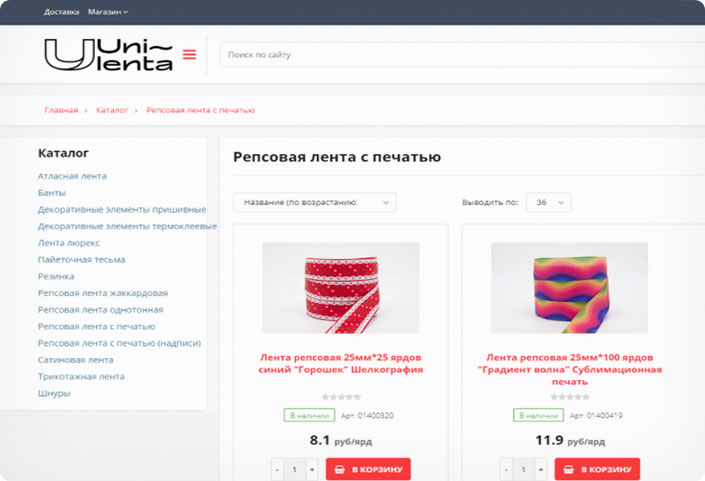 Доставка Магазин
Uni~
lenta
Поиск по сайту
Главная › Каталог › Репсовая лента с печатью
Каталог
Атласная лента
Банты
Декоративные элементы пришивные
Декоративные элементы термоклеевые
Лента люрекс
Пайеточная тесьма
Резинка
Репсовая лента жаккардовая
Репсовая лента однотонная
Репсовая лента с печатью
Репсовая лента с печатью (надписи)
Сатиновая лента
Трикотажная лента
Шнуры
Репсовая лента с печатью
Название (по возрастанию) Выводить по: 36
Лента репсовая 25мм*25 ярдов
синий "Горошек" Шелкография
В наличии Арт: 01400320
8.1 руб/ярд
- 1 + В КОРЗИНУ
Лента репсовая 25мм*100 ярдов
"Градиент волна" Сублимационная
печать
В наличии Арт: 01400419
11.9 руб/ярд
- 1 + В КОРЗИНУ